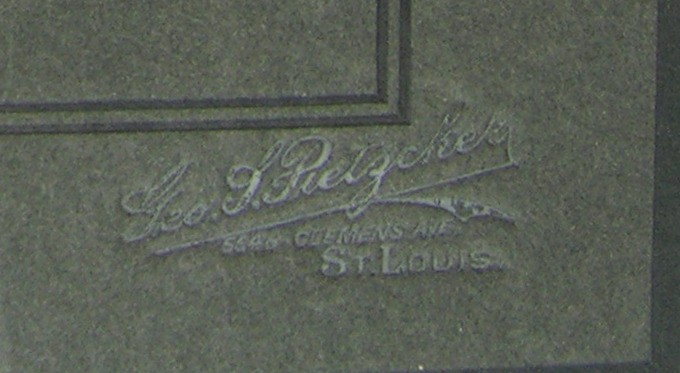 Geo. S. Pietzcker
CLEMENS AVE.
ST. LOUIS